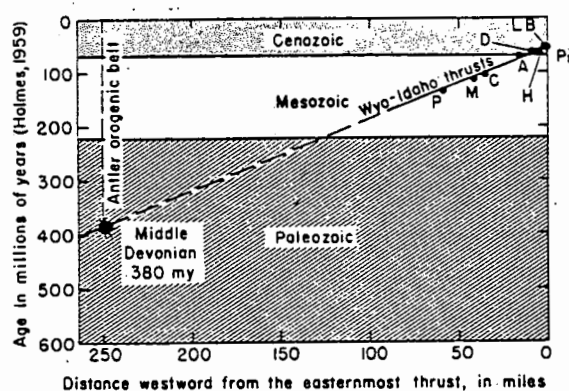 Age in millions of years (Holmes, 1959)
0
100
200
300
400
500
600
Cenozoic
Antler orogenic belt
Mesozoic
Wyo-Idaho thrusts
P
M
C
D
A
L B
H
Middle
Devonian
380 my
Paleozoic
250
200
150
100
50
0
Distance westword from the easternmost thrust, in miles